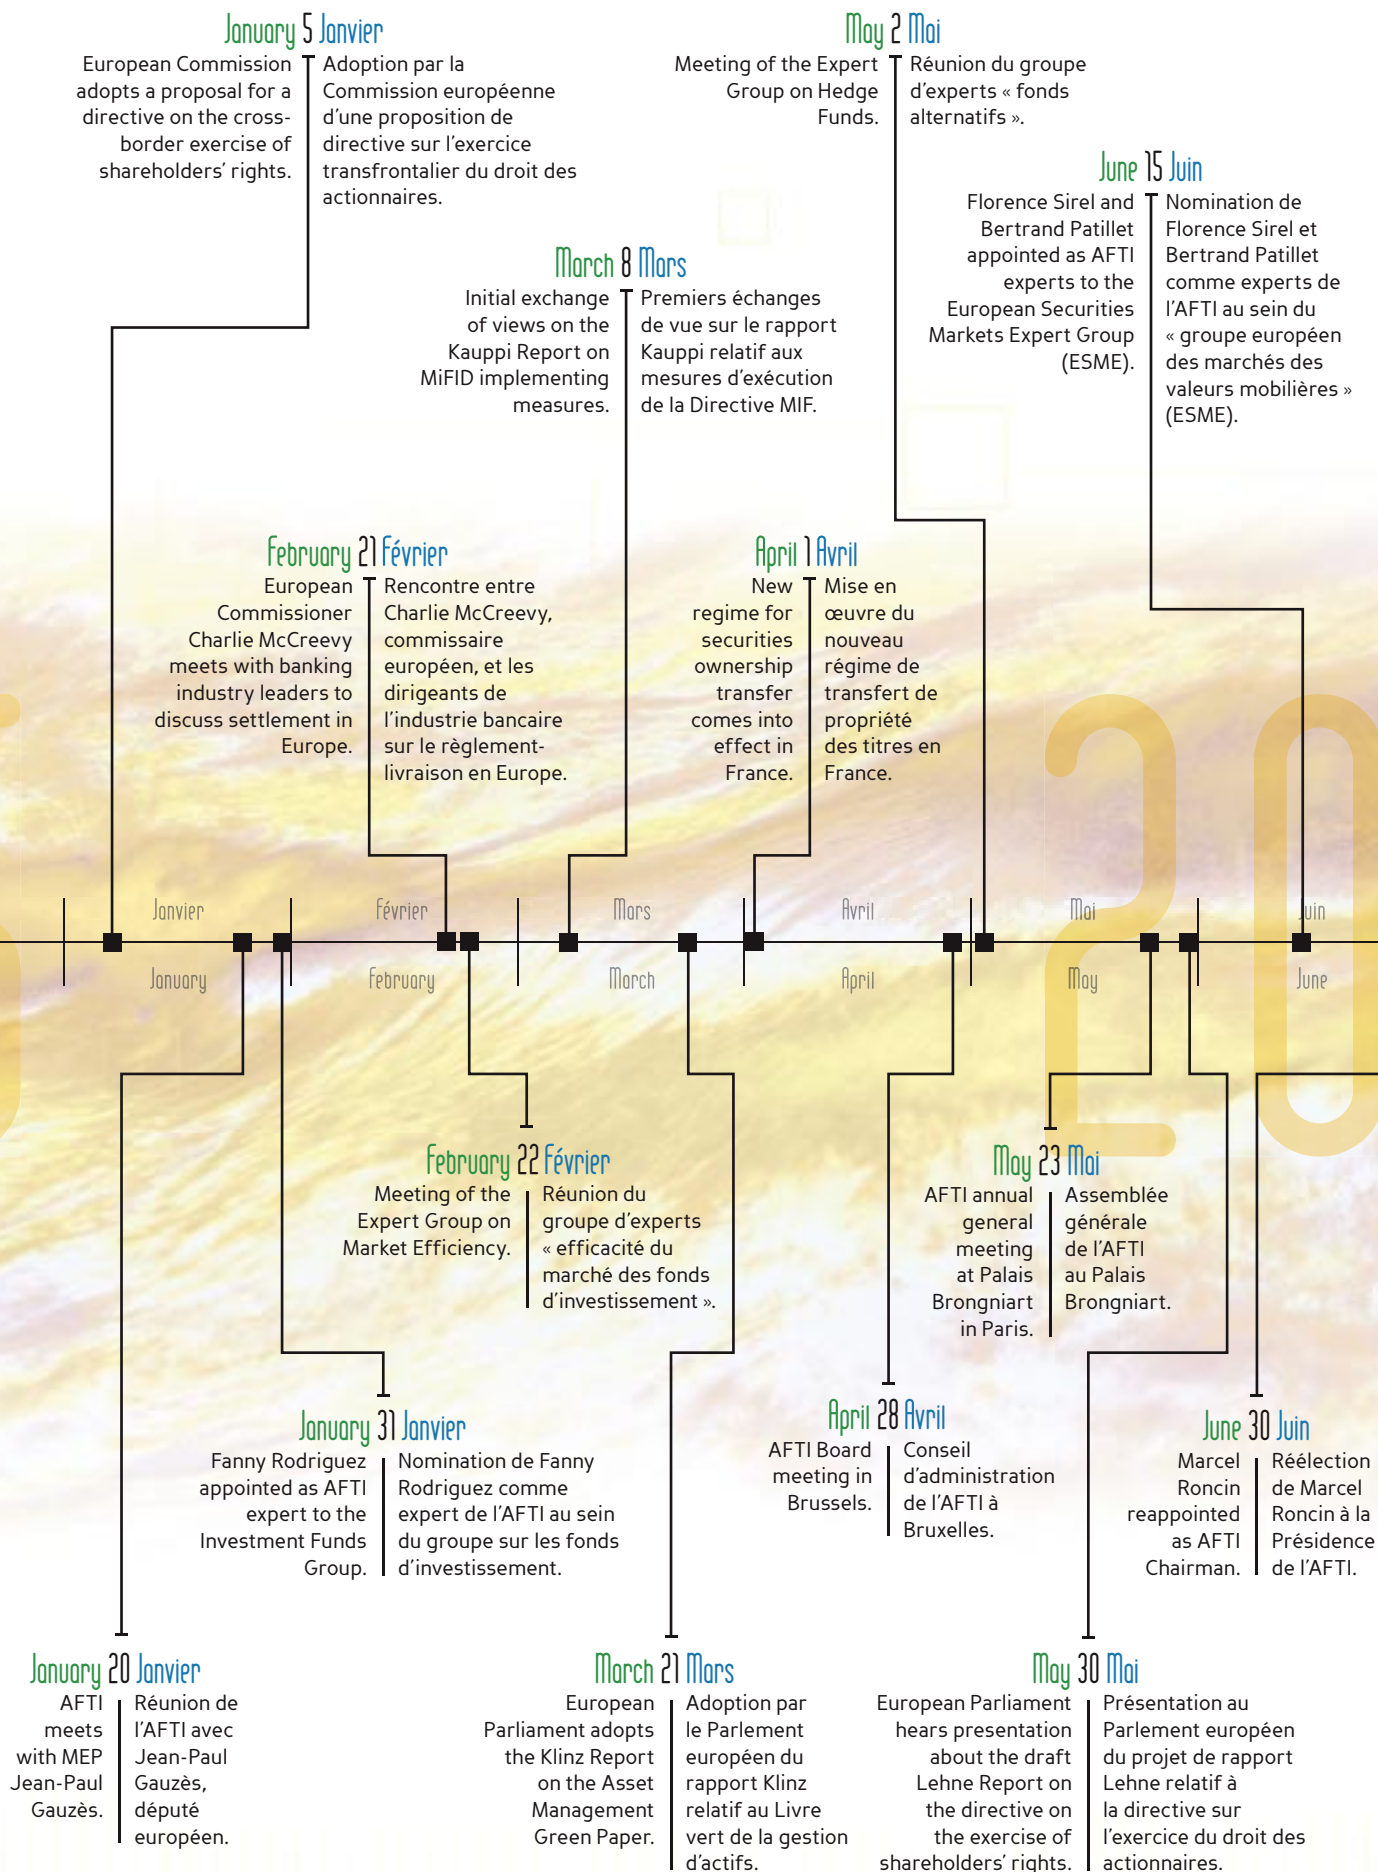 January 5 Janvier
European Commission
adopts a proposal for a
directive on the cross-
border exercise of
shareholders' rights.
Adoption par la
Commission européenne
d'une proposition de
directive sur l'exercice
transfrontalier du droit des
actionnaires.
May 2 Mai
Meeting of the Expert
Group on Hedge
Funds.
Réunion du groupe
d'experts « fonds
alternatifs ».
June 15 Juin
Florence Sirel and
Bertrand Patillet
appointed as AFTI
experts to the
European Securities
Markets Expert Group
(ESME).
Nomination de
Florence Sirel et
Bertrand Patillet
comme experts de
l'AFTI au sein du
« groupe européen
des marchés des
valeurs mobilières »
(ESME).
March 8 Mars
Initial exchange
of views on the
Kauppi Report on
MiFID implementing
measures.
Premiers échanges
de vue sur le rapport
Kauppi relatif aux
mesures d'exécution
de la Directive MIF.
February 21 Février
European
Commissioner
Charlie McCreevy
meets with banking
industry leaders to
discuss settlement in
Europe.
Rencontre entre
Charlie McCreevy,
commissaire
européen, et les
dirigeants de
l'industrie bancaire
sur le règlement-
livraison en Europe.
April 1 Avril
New
regime for
securities
ownership
transfer
comes into
effect in
France.
Mise en
œuvre du
nouveau
régime de
transfert de
propriété
des titres en
France.
20
Janvier Février Mars Avril Mai Juin
January February March April May June
February 22 Février
Meeting of the
Expert Group on
Market Efficiency.
Réunion du
groupe d'experts
« efficacité du
marché des fonds
d'investissement ».
May 23 Mai
AFTI annual
general
meeting
at Palais
Brongniart
in Paris.
Assemblée
générale
de l'AFTI
au Palais
Brongniart.
January 31 Janvier
Fanny Rodriguez
appointed as AFTI
expert to the
Investment Funds
Group.
Nomination de Fanny
Rodriguez comme
expert de l'AFTI au sein
du groupe sur les fonds
d'investissement.
April 28 Avril
AFTI Board
meeting in
Brussels.
Conseil
d'administration
de l'AFTI à
Bruxelles.
June 30 Juin
Marcel
Roncin
reappointed
as AFTI
Chairman.
Réélection
de Marcel
Roncin à la
Présidence
de l'AFTI.
January 20 Janvier
AFTI
meets
with MEP
Jean-Paul
Gauzès.
Réunion de
l'AFTI avec
Jean-Paul
Gauzès,
député
européen.
March 21 Mars
European
Parliament adopts
the Klinz Report
on the Asset
Management
Green Paper.
Adoption par
le Parlement
européen du
rapport Klinz
relatif au Livre
vert de la gestion
d'actifs.
May 30 Mai
European Parliament
hears presentation
about the draft
Lehne Report on
the directive on
the exercise of
shareholders' rights.
Présentation au
Parlement européen
du projet de rapport
Lehne relatif à
la directive sur
l'exercice du droit des
actionnaires.